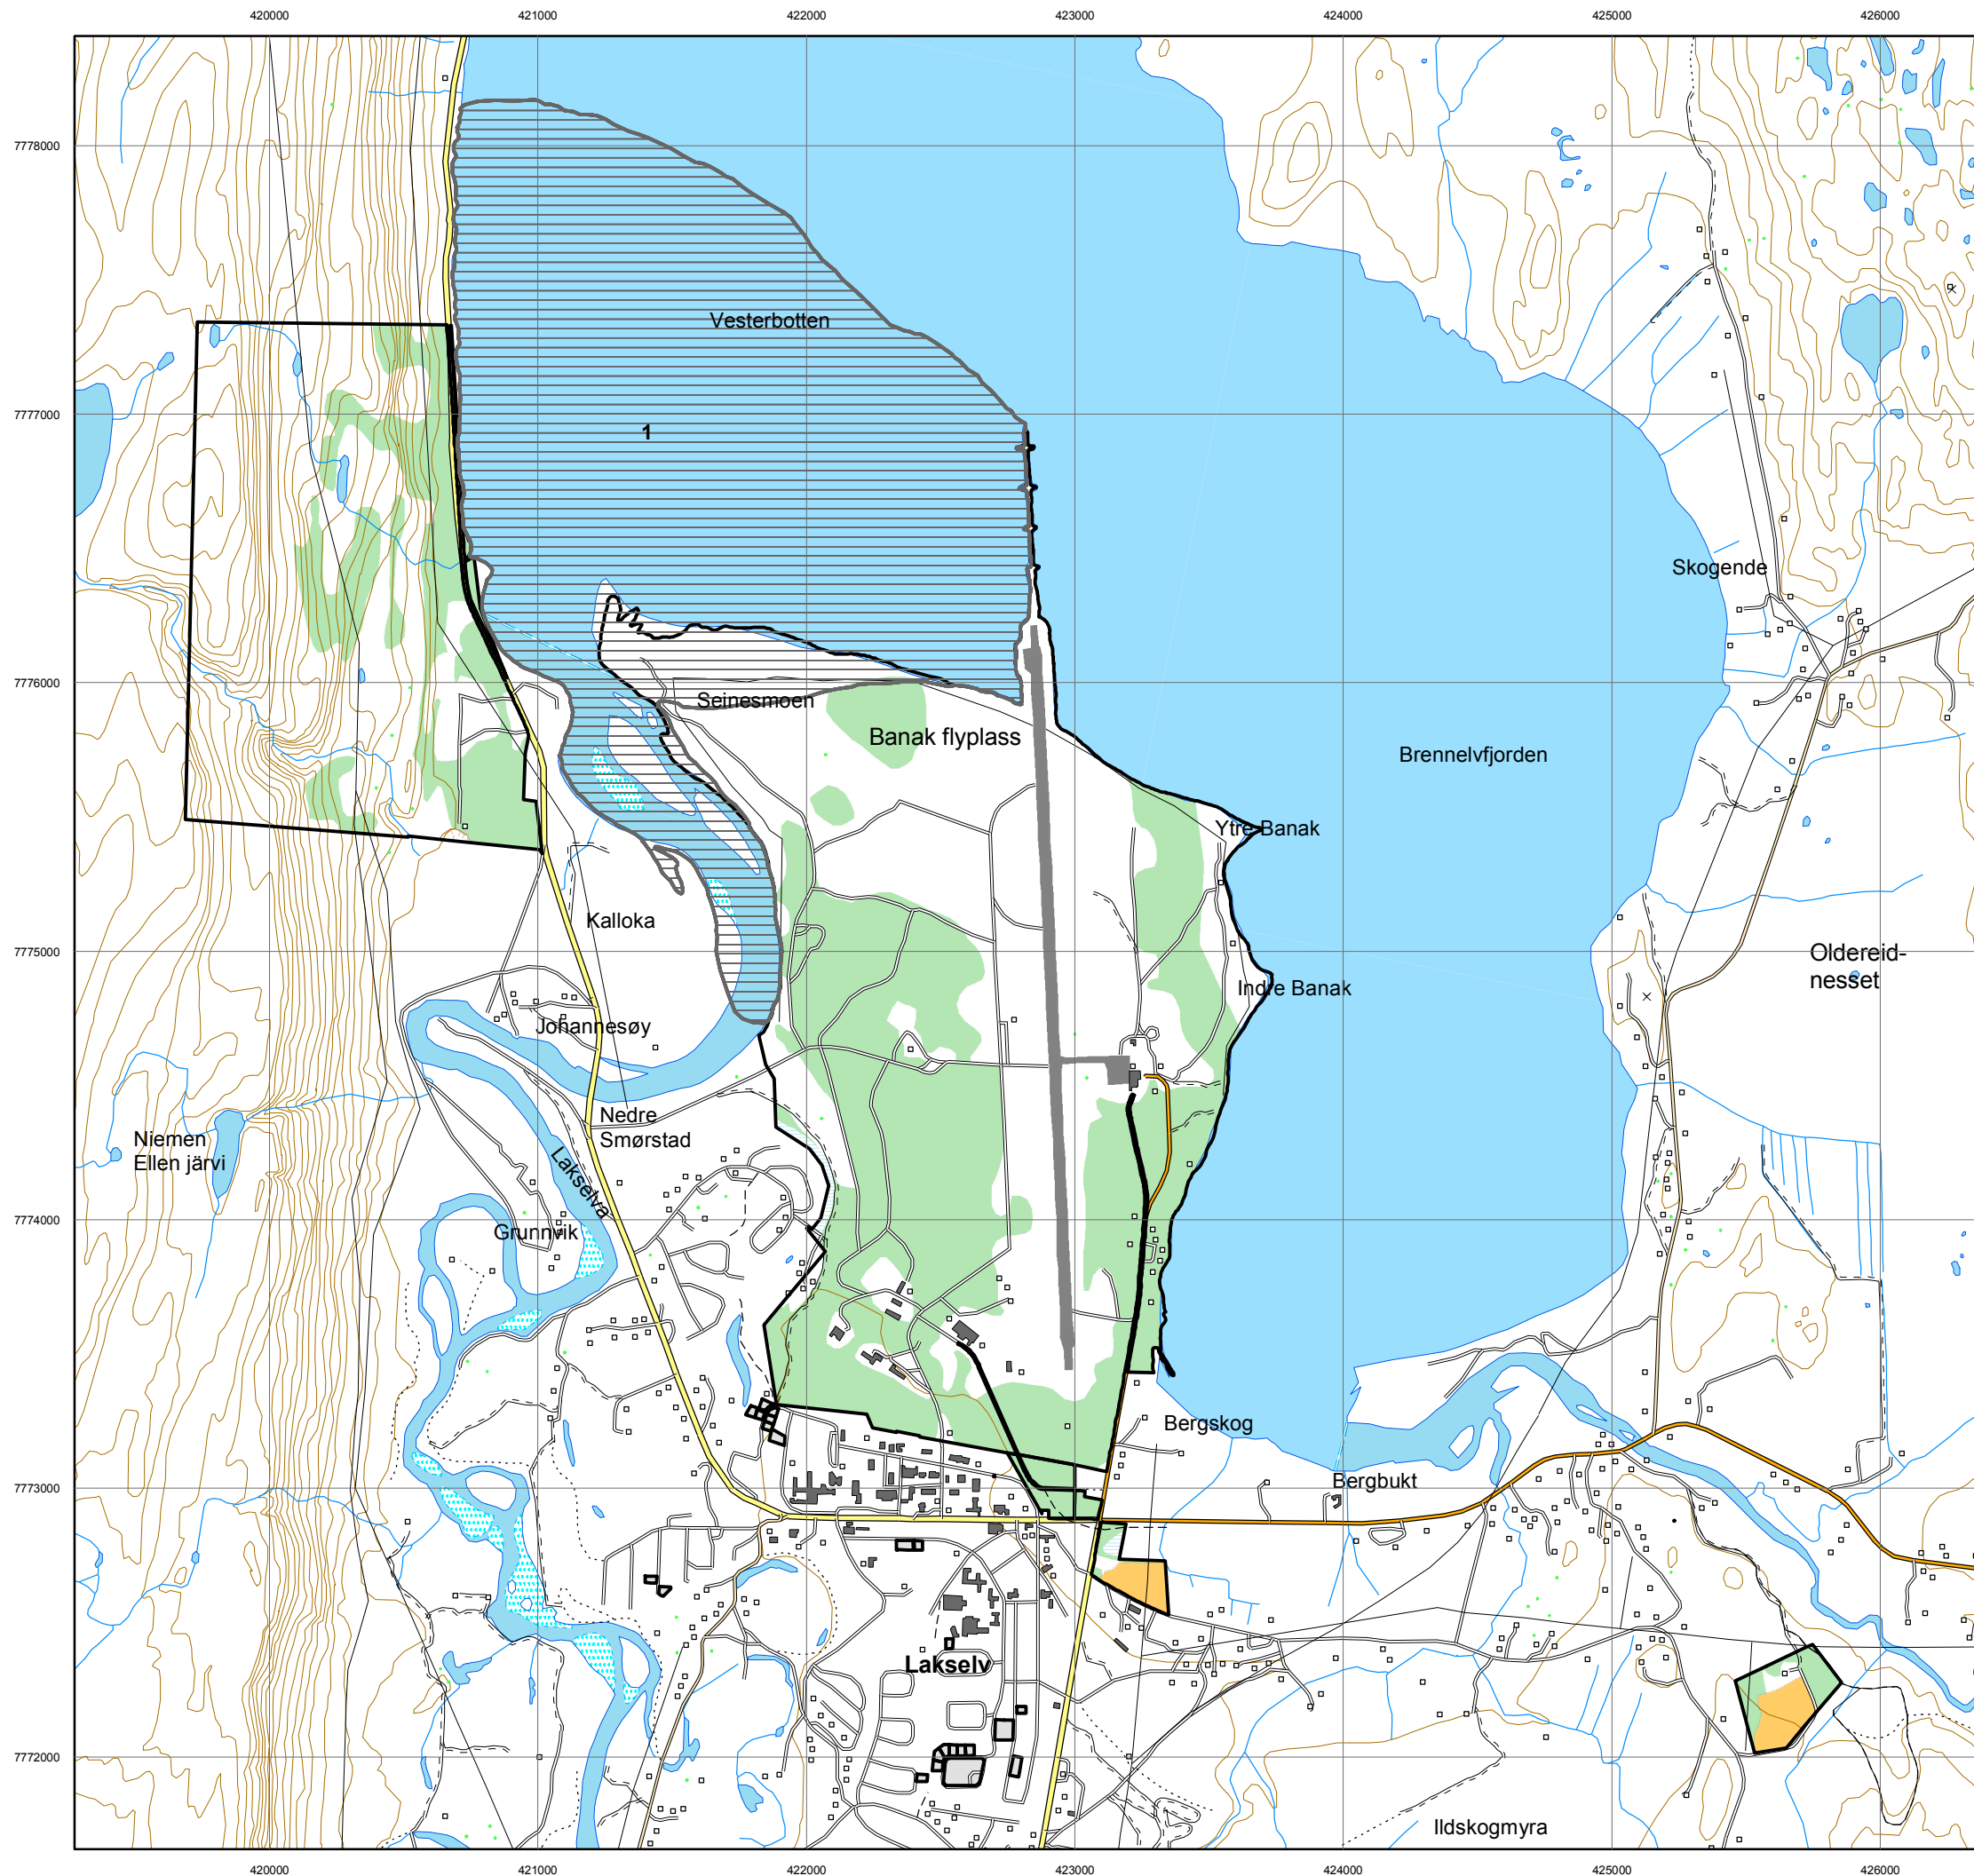 420000 421000 422000 423000 424000 425000 426000
7778000
Vesterbotten
7777000
1
Skogende
7776000
Seinesmoen
Banak flyplass
Brennelvfjorden
Ytre Banak
Kalloka
7775000
Oldereid-
nesset
Indre Banak
Johannesøy
Nedre
Smørstad
Niemen
Ellen järvi
Lakselva
7774000
Grunnvik
Bergskog
Bergbukt
7773000
Lakselv
7772000
Ildskogmyra
420000 421000 422000 423000 424000 425000 426000